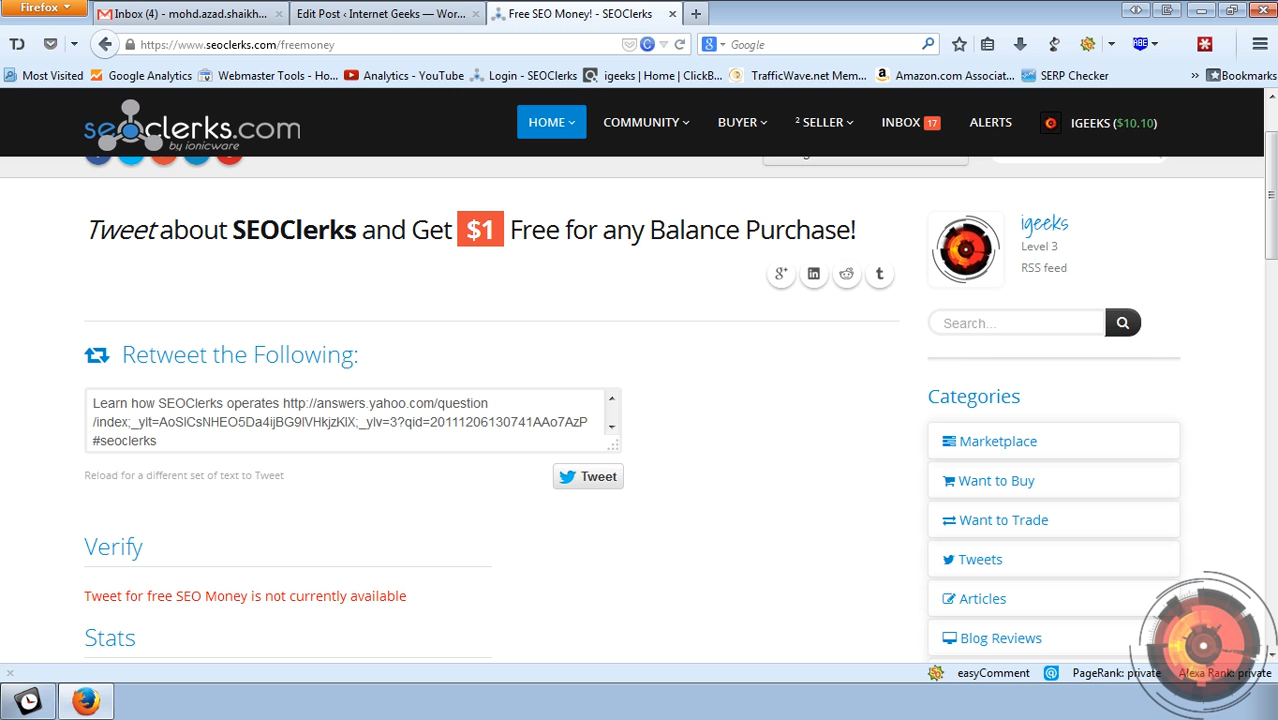 Firefox
Inbox (4) - mohd.azad.shaikh...
Edit Post ‹ Internet Geeks — Wor...
Free SEO Money! - SEOClerks
https://www.seoclerks.com/freemoney
Google
Most Visited
Google Analytics
Webmaster Tools - Ho...
Analytics - YouTube
Login - SEOClerks
igeeks | Home | ClickB...
TrafficWave.net Mem...
Amazon.com Associat...
SERP Checker
Bookmarks
seoclerks.com
by ionicware
HOME
COMMUNITY
BUYER
2 SELLER
INBOX 17
ALERTS
IGEEKS ($10.10)
Tweet about SEOClerks and Get $1 Free for any Balance Purchase!
igeeks
Level 3
RSS feed
Search...
Retweet the Following:
Learn how SEOClerks operates http://answers.yahoo.com/question
/index;_ylt=AoSlCsNHEO5Da4ijBG9lVHkjzKIX;_ylv=3?qid=20111206130741AAo7AzP
#seoclerks
Reload for a different set of text to Tweet
Tweet
Categories
Marketplace
Want to Buy
Want to Trade
Tweets
Articles
Blog Reviews
Verify
Tweet for free SEO Money is not currently available
Stats
easyComment
PageRank: private
Alexa Rank: private